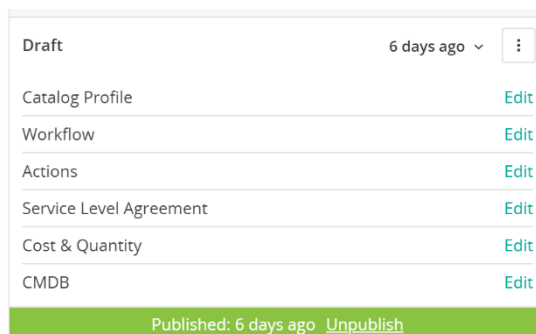 Draft 6 days ago
Catalog Profile Edit
Workflow Edit
Actions Edit
Service Level Agreement Edit
Cost & Quantity Edit
CMDB Edit
Published: 6 days ago Unpublish